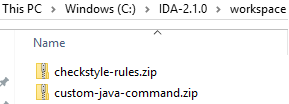 This PC > Windows (C:) > IDA-2.1.0 > workspace
Name
checkstyle-rules.zip
custom-java-command.zip